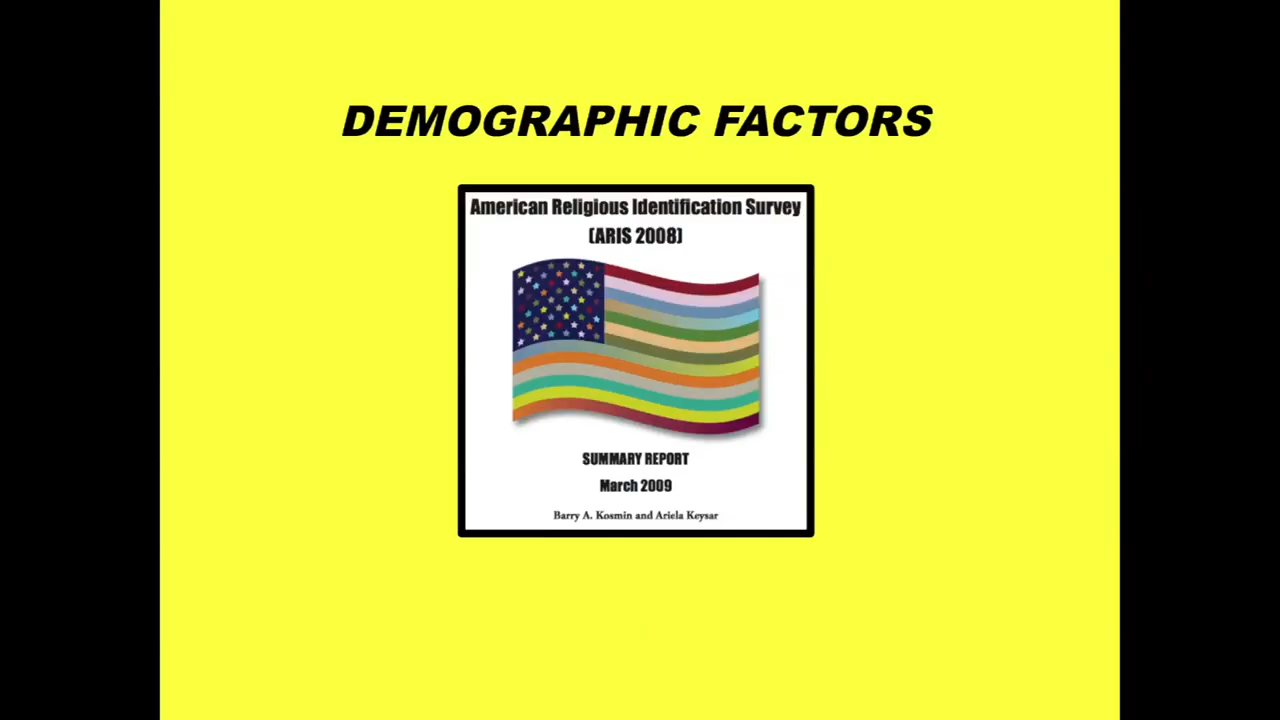 DEMOGRAPHIC FACTORS
American Religious Identification Survey
(ARIS 2008)
SUMMARY REPORT
March 2009
Barry A. Kosmin and Ariela Keysar